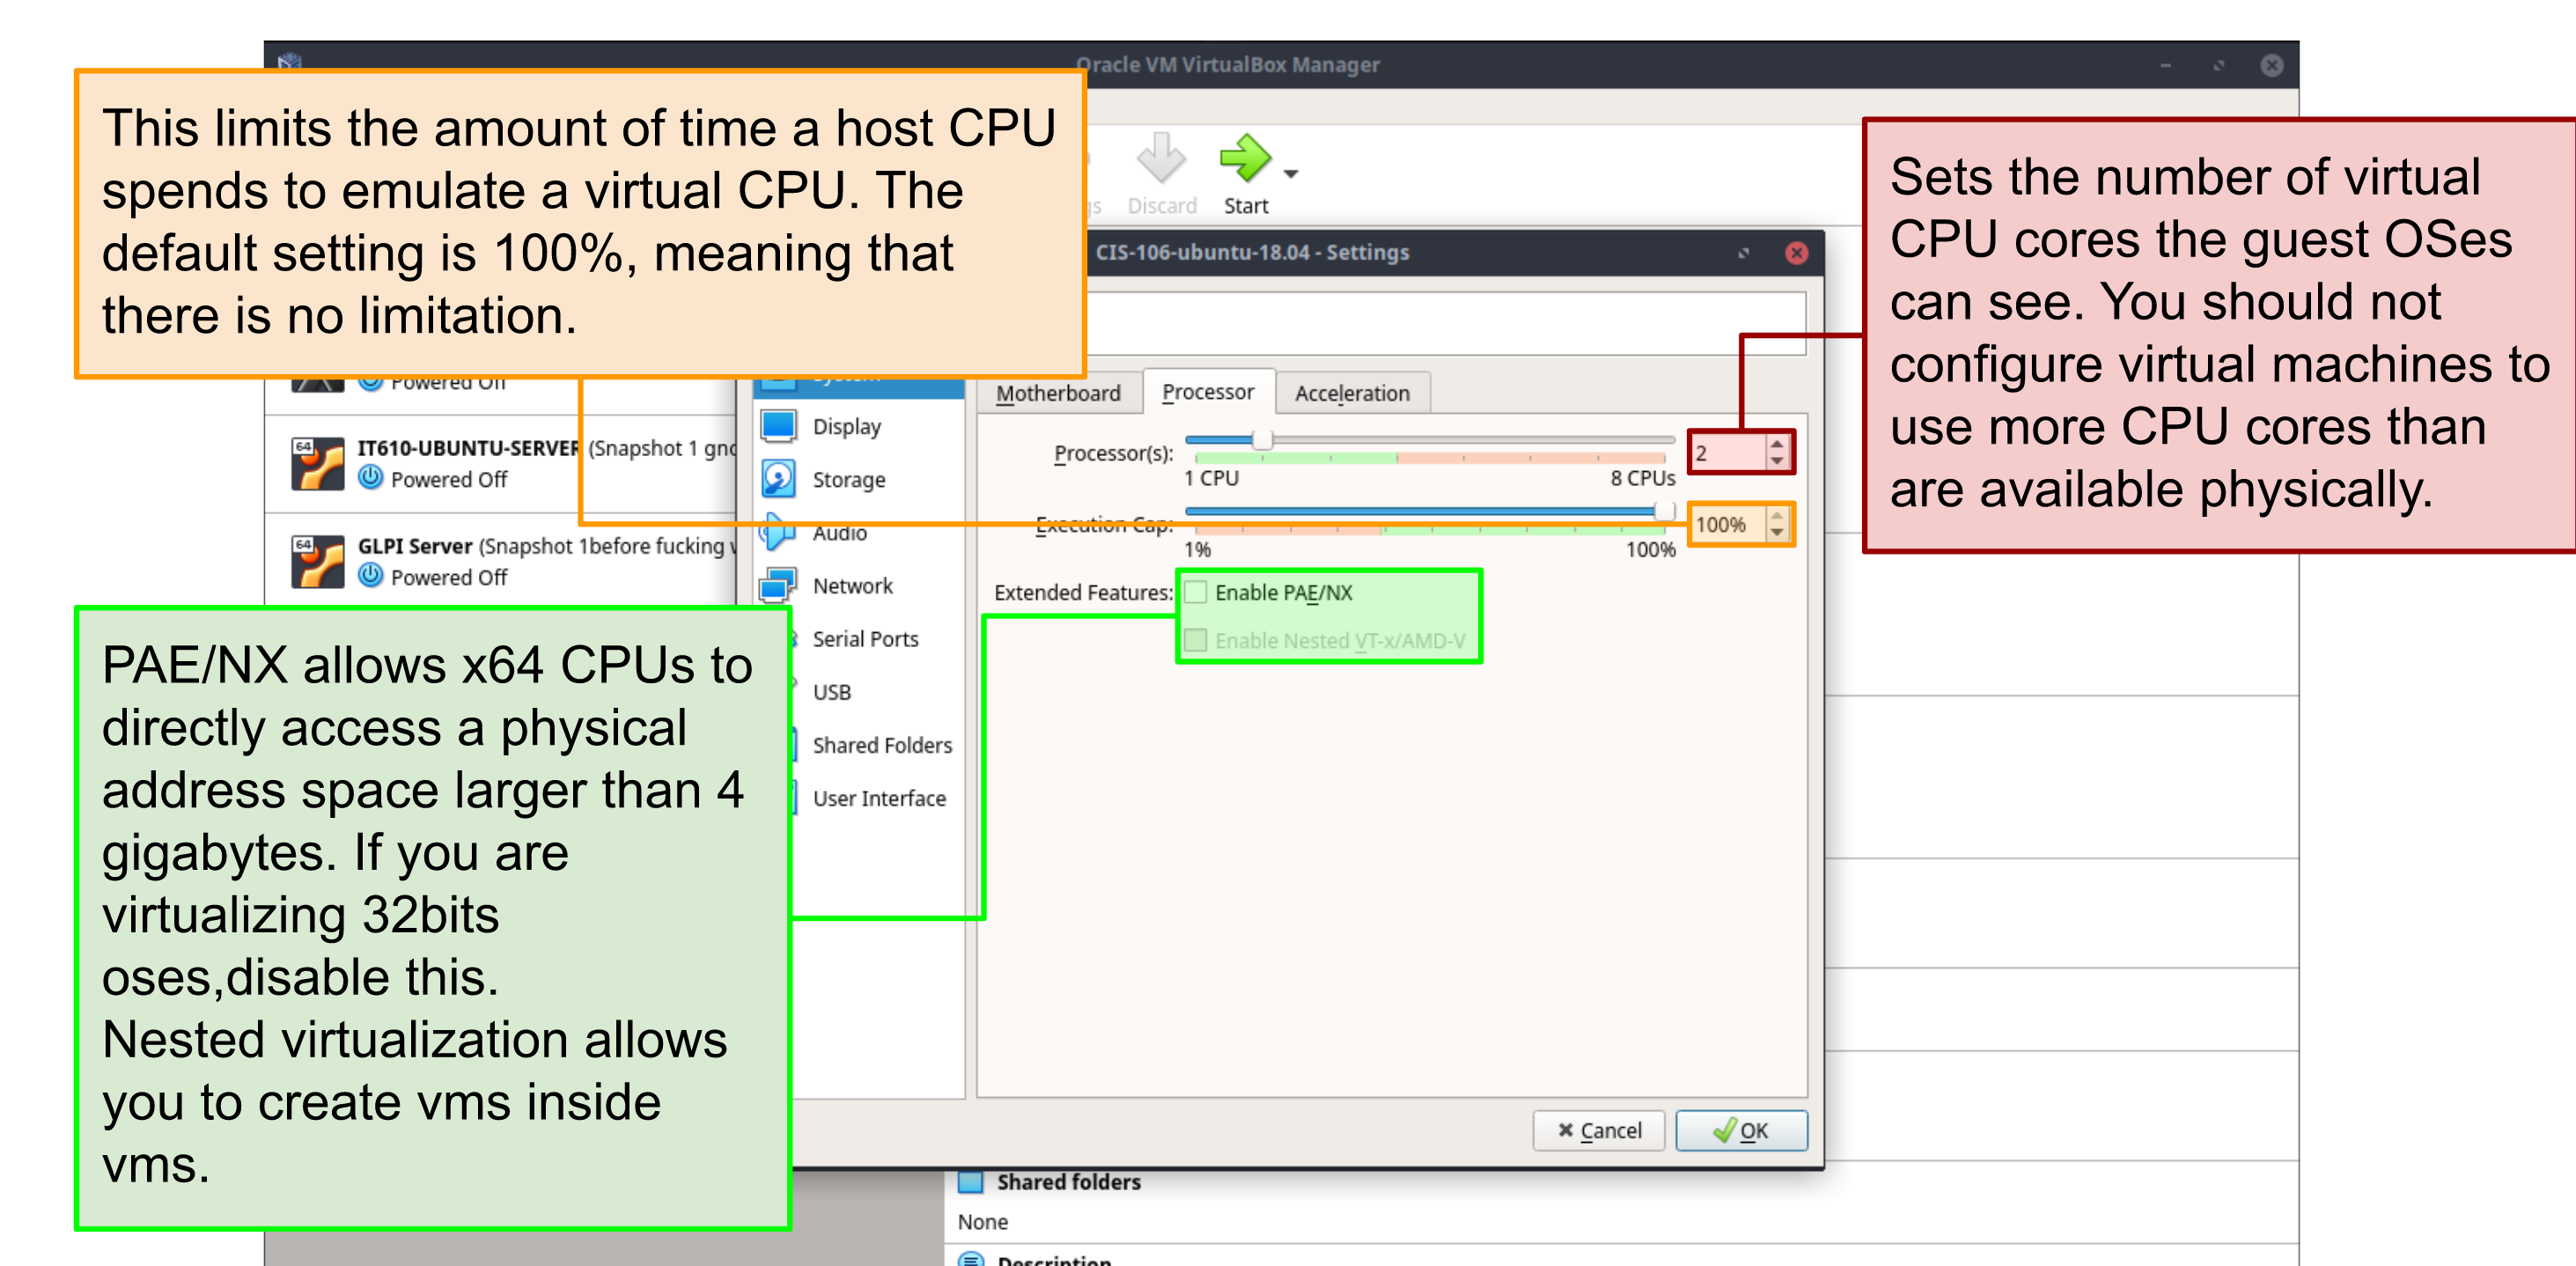 Oracle VM VirtualBox Manager
This limits the amount of time a host CPU
spends to emulate a virtual CPU. The
default setting is 100%, meaning that
there is no limitation.
Discard
Start
Sets the number of virtual
CPU cores the guest OSes
can see. You should not
configure virtual machines to
use more CPU cores than
are available physically.
CIS-106-ubuntu-18.04 - Settings
System
Powered Off
IT610-UBUNTU-SERVER (Snapshot 1
Powered Off
GLPI Server (Snapshot 1before fucking
Powered Off
Display
Storage
Audio
Network
Serial Ports
USB
Shared Folders
User Interface
Motherboard
Processor
Acceleration
Processor(s):
2
1 CPU
8 CPUs
Execution Cap:
100%
1%
100%
Extended Features:
Enable PAE/NX
Enable Nested VT-x/AMD-V
PAE/NX allows x64 CPUs to
directly access a physical
address space larger than 4
gigabytes. If you are
virtualizing 32bits
oses,disable this.
Nested virtualization allows
you to create vms inside
vms.
Cancel
OK
Shared folders
None
Description